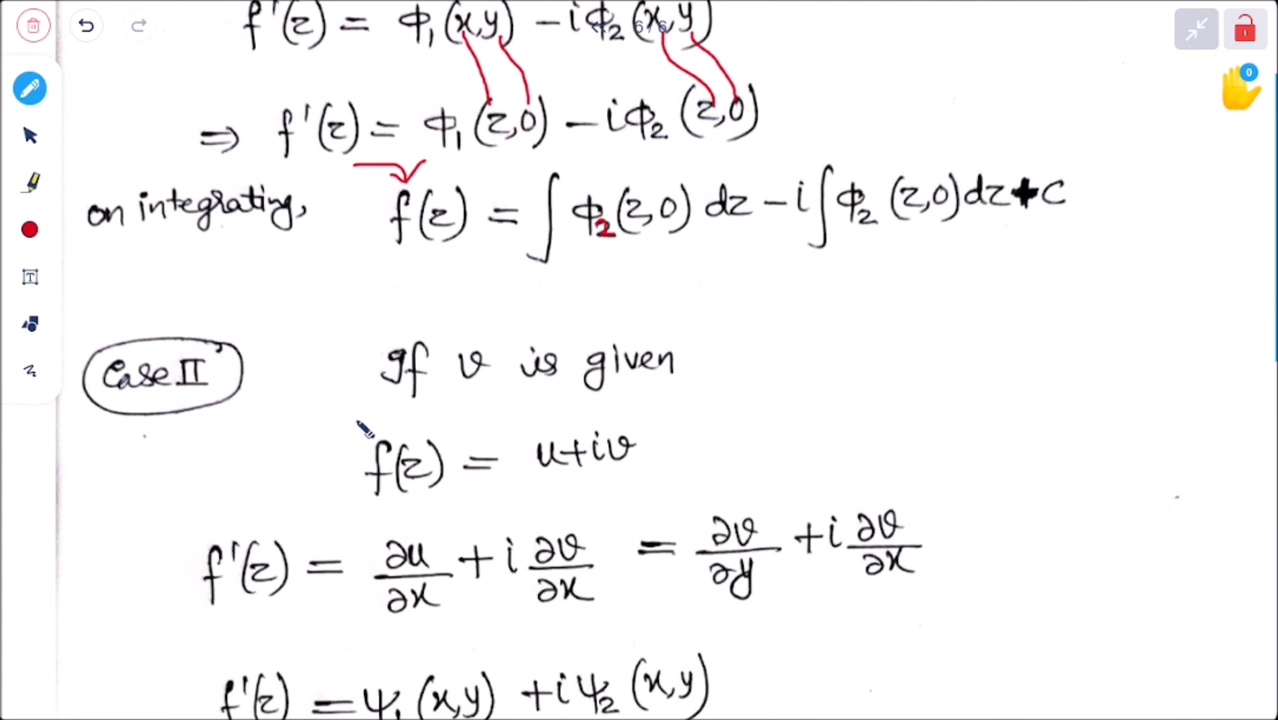 f'(z) = φ₁(x,y) - iφ₂(x,y)
⇒ f'(z) = φ₁(z,0) - iφ₂(z,0)
on integrating, f(z) = ∫ φ₂(z,0) dz - i∫ φ₂(z,0)dz + c
Case II If v is given
f(z) = u+iv
f'(z) = ∂u/∂x + i ∂v/∂x = ∂v/∂y + i ∂v/∂x
f'(z) = ψ₁(x,y) + iψ₂(x,y)
0